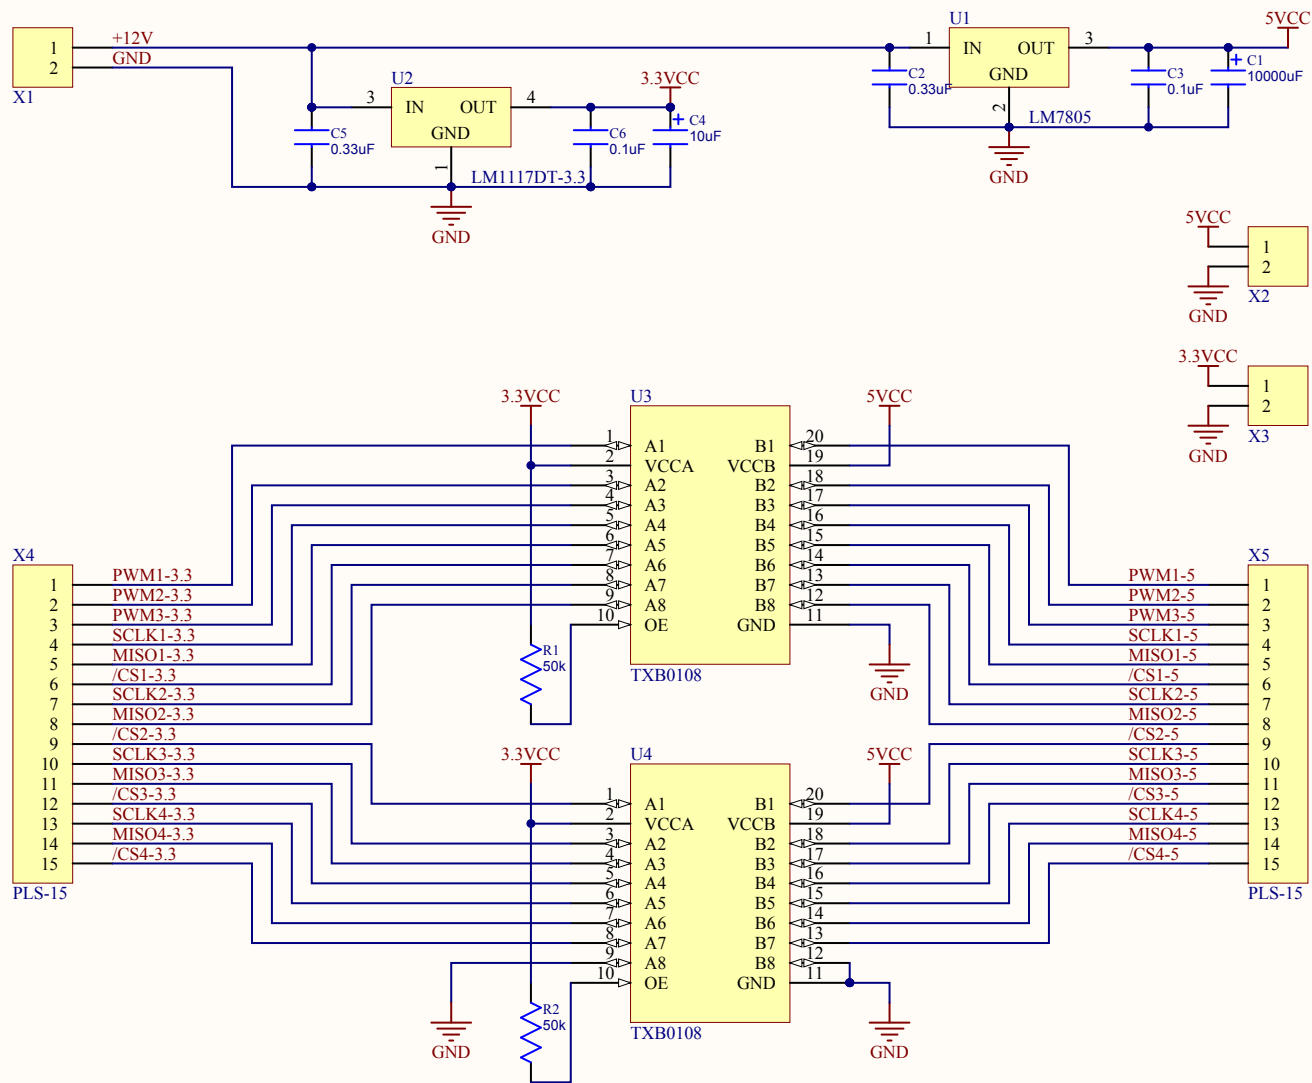 +12V
GND
1
2
X1
U2
3
IN
OUT
4
GND
1
LM1117DT-3.3
C5
0.33uF
C6
0.1uF
3.3VCC
+
C4
10uF
GND
U1
1
IN
OUT
3
GND
2
LM7805
C2
0.33uF
C3
0.1uF
5VCC
+
C1
10000uF
GND
5VCC
1
2
GND
X2
3.3VCC
1
2
GND
X3
3.3VCC
U3
5VCC
1 A1 B1 20
2 VCCA VCCB 19
3 A2 B2 18
4 A3 B3 17
5 A4 B4 16
6 A5 B5 15
7 A6 B6 14
8 A7 B7 13
9 A8 B8 12
10 OE GND 11
TXB0108
R1
50k
GND
X4
1 PWM1-3.3
2 PWM2-3.3
3 PWM3-3.3
4 SCLK1-3.3
5 MISO1-3.3
6 /CS1-3.3
7 SCLK2-3.3
8 MISO2-3.3
9 /CS2-3.3
10 SCLK3-3.3
11 MISO3-3.3
12 /CS3-3.3
13 SCLK4-3.3
14 MISO4-3.3
15 /CS4-3.3
PLS-15
X5
PWM1-5 1
PWM2-5 2
PWM3-5 3
SCLK1-5 4
MISO1-5 5
/CS1-5 6
SCLK2-5 7
MISO2-5 8
/CS2-5 9
SCLK3-5 10
MISO3-5 11
/CS3-5 12
SCLK4-5 13
MISO4-5 14
/CS4-5 15
PLS-15
3.3VCC
U4
5VCC
1 A1 B1 20
2 VCCA VCCB 19
3 A2 B2 18
4 A3 B3 17
5 A4 B4 16
6 A5 B5 15
7 A6 B6 14
8 A7 B7 13
9 A8 B8 12
10 OE GND 11
TXB0108
R2
50k
GND
GND